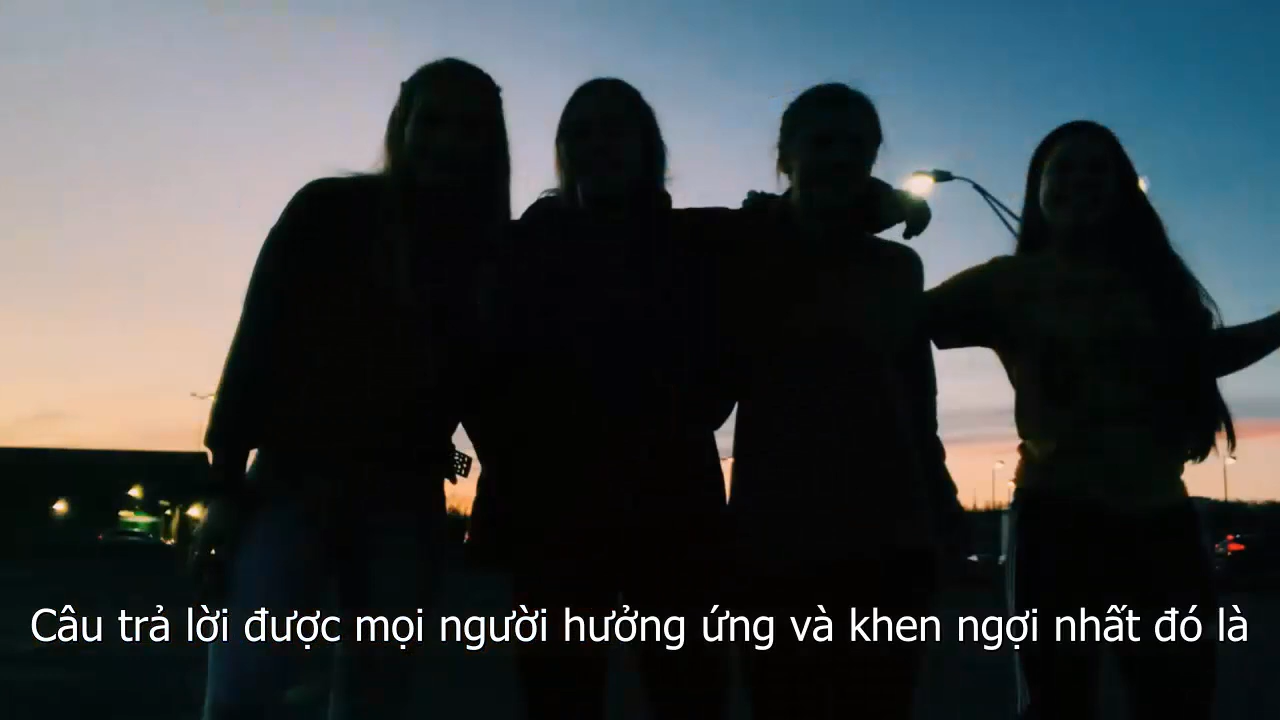 Câu trả lời được mọi người hưởng ứng và khen ngợi nhất đó là